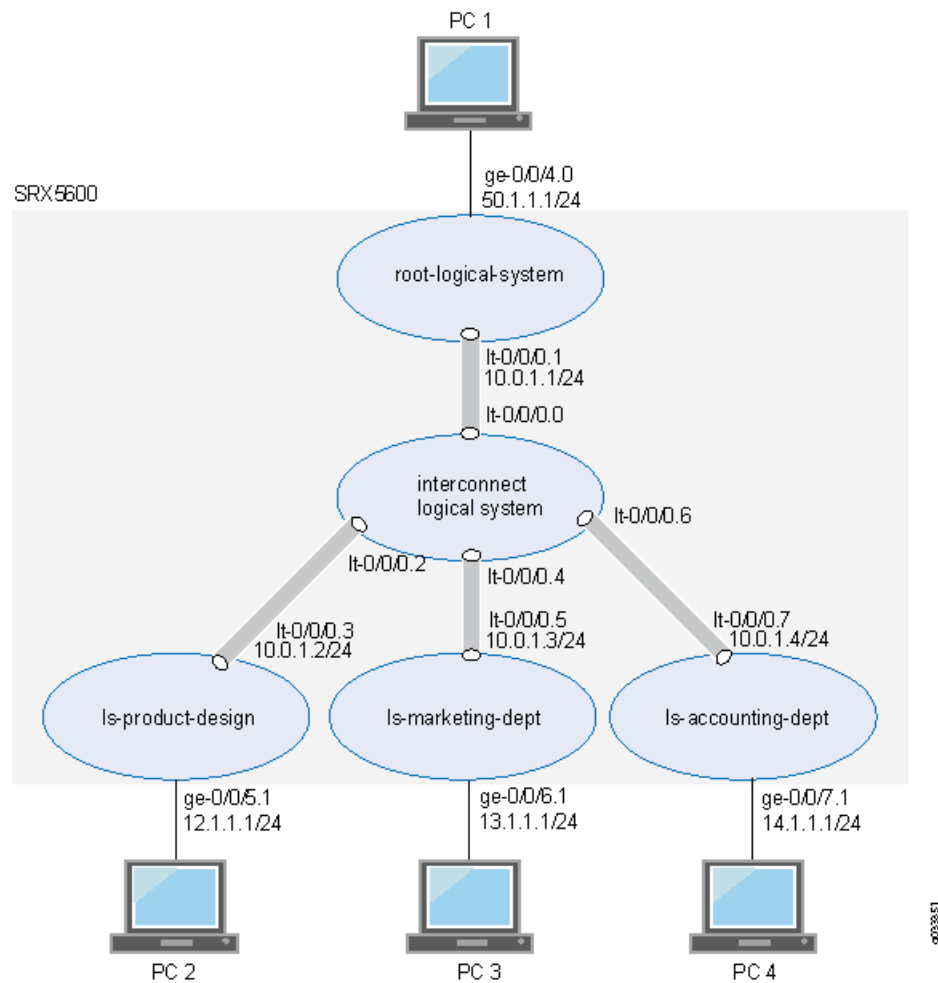 PC 1
ge-0/0/4.0
50.1.1.1/24
SRX5600
root-logical-system
lt-0/0/0.1
10.0.1.1/24
lt-0/0/0.0
interconnect
logical system
lt-0/0/0.6
lt-0/0/0.2
lt-0/0/0.4
lt-0/0/0.3
10.0.1.2/24
lt-0/0/0.5
10.0.1.3/24
lt-0/0/0.7
10.0.1.4/24
ls-product-design
ls-marketing-dept
ls-accounting-dept
ge-0/0/5.1
12.1.1.1/24
ge-0/0/6.1
13.1.1.1/24
ge-0/0/7.1
14.1.1.1/24
PC 2
PC 3
PC 4